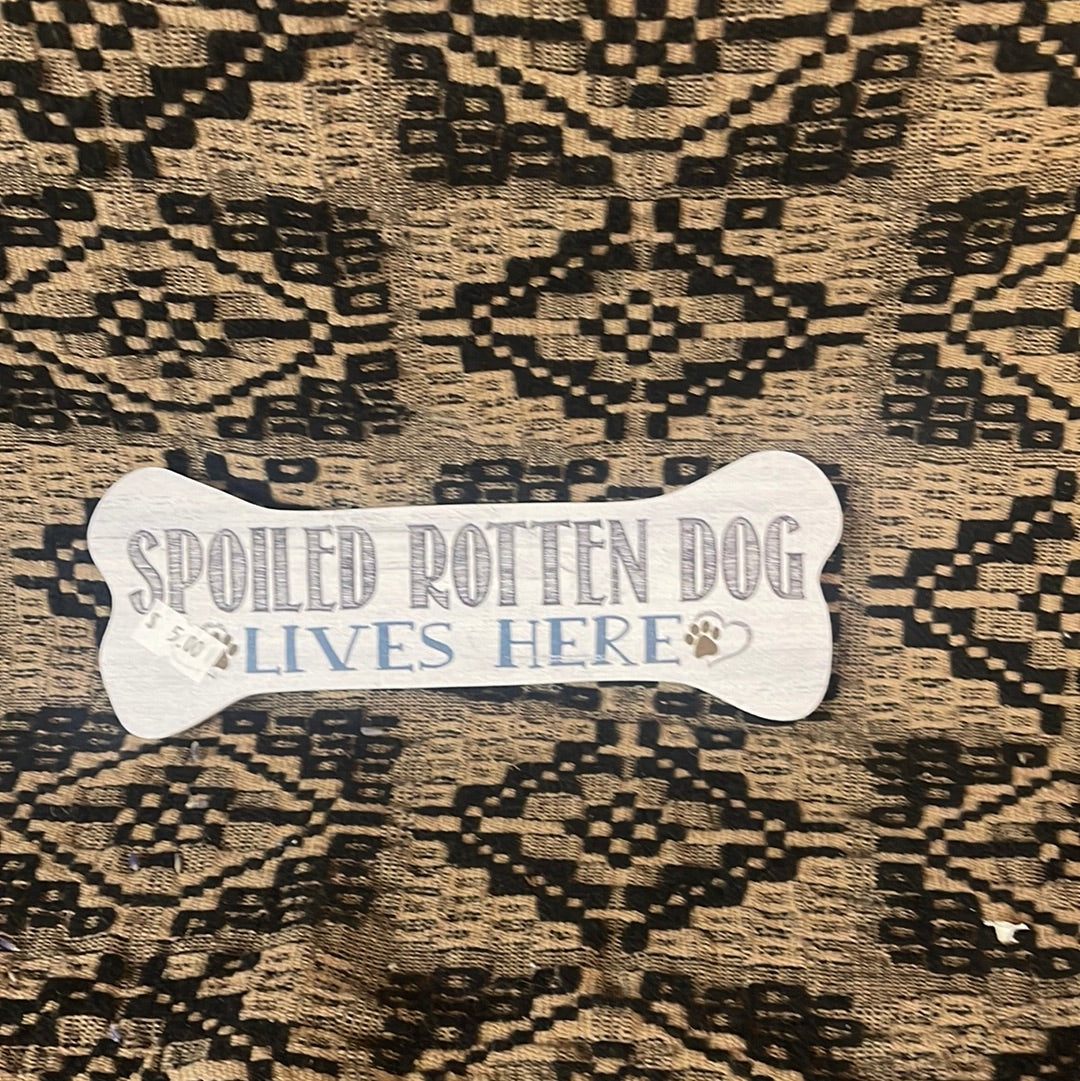 SPOILED ROTTEN DOG
LIVES HERE
$ 5.00